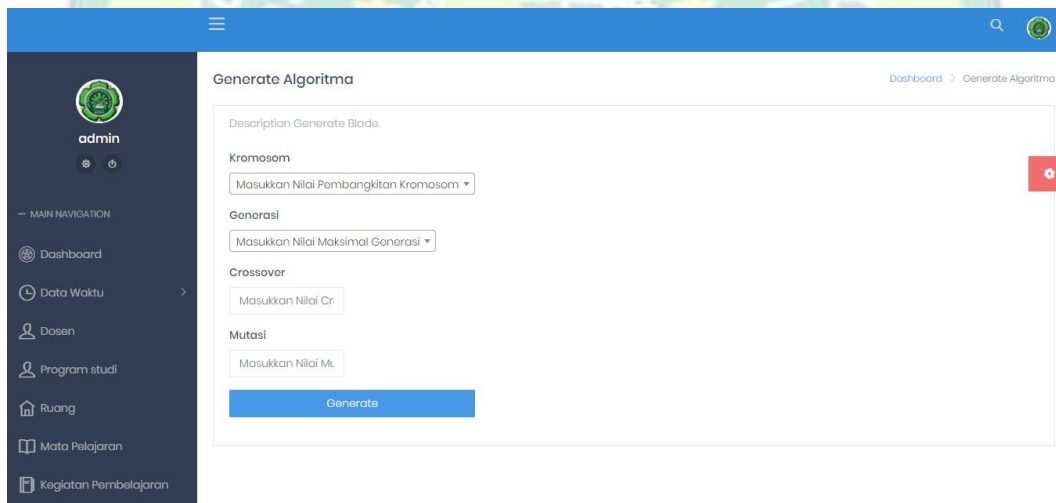 Generate Algoritma
Dashboard > Generate Algoritma
admin
MAIN NAVIGATION
Dashboard
Data Waktu
Dosen
Program studi
Ruang
Mata Pelajaran
Kegiatan Pembelajaran
Description Generate Blade.
Kromosom
Masukkan Nilai Pembangkitan Kromosom
Generasi
Masukkan Nilai Maksimal Generasi
Crossover
Masukkan Nilai Cr
Mutasi
Masukkan Nilai Mu
Generate